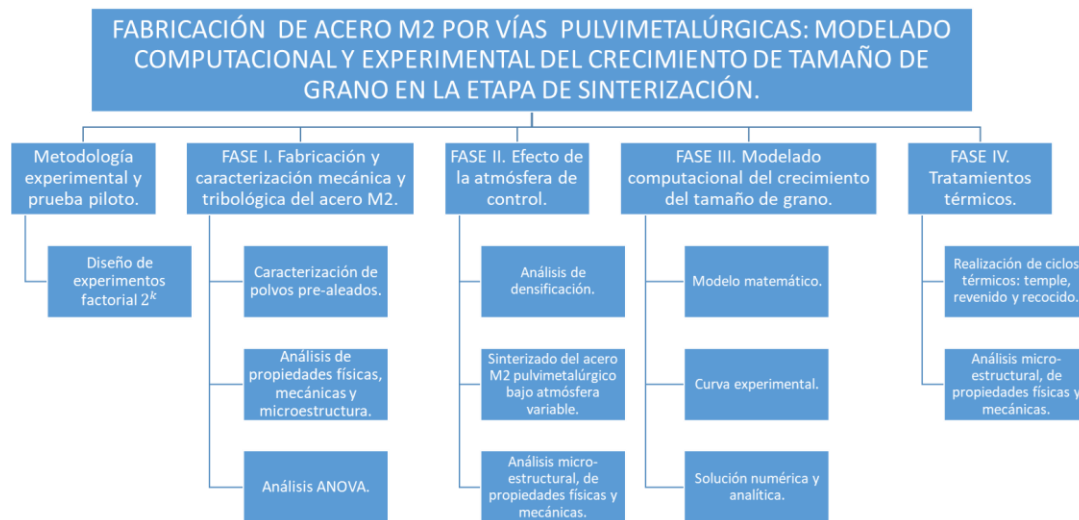 FABRICACIÓN DE ACERO M2 POR VÍAS PULVIMETALÚRGICAS: MODELADO
COMPUTACIONAL Y EXPERIMENTAL DEL CRECIMIENTO DE TAMAÑO DE
GRANO EN LA ETAPA DE SINTERIZACIÓN.
Metodología
experimental y
prueba piloto.
Diseño de
experimentos
factorial 2^k
FASE I. Fabricación y
caracterización mecánica y
tribológica del acero M2.
Caracterización de
polvos pre-aleados.
Análisis de
propiedades físicas,
mecánicas y
microestructura.
Análisis ANOVA.
FASE II. Efecto de
la atmósfera de
control.
Análisis de
densificación.
Sinterizado del acero
M2 pulvimetalúrgico
bajo atmósfera
variable.
Análisis micro-
estructural, de
propiedades físicas y
mecánicas.
FASE III. Modelado
computacional del crecimiento
del tamaño de grano.
Modelo matemático.
Curva experimental.
Solución numérica y
analítica.
FASE IV.
Tratamientos
térmicos.
Realización de ciclos
térmicos: temple,
revenido y recocido.
Análisis micro-
estructural, de
propiedades físicas y
mecánicas.